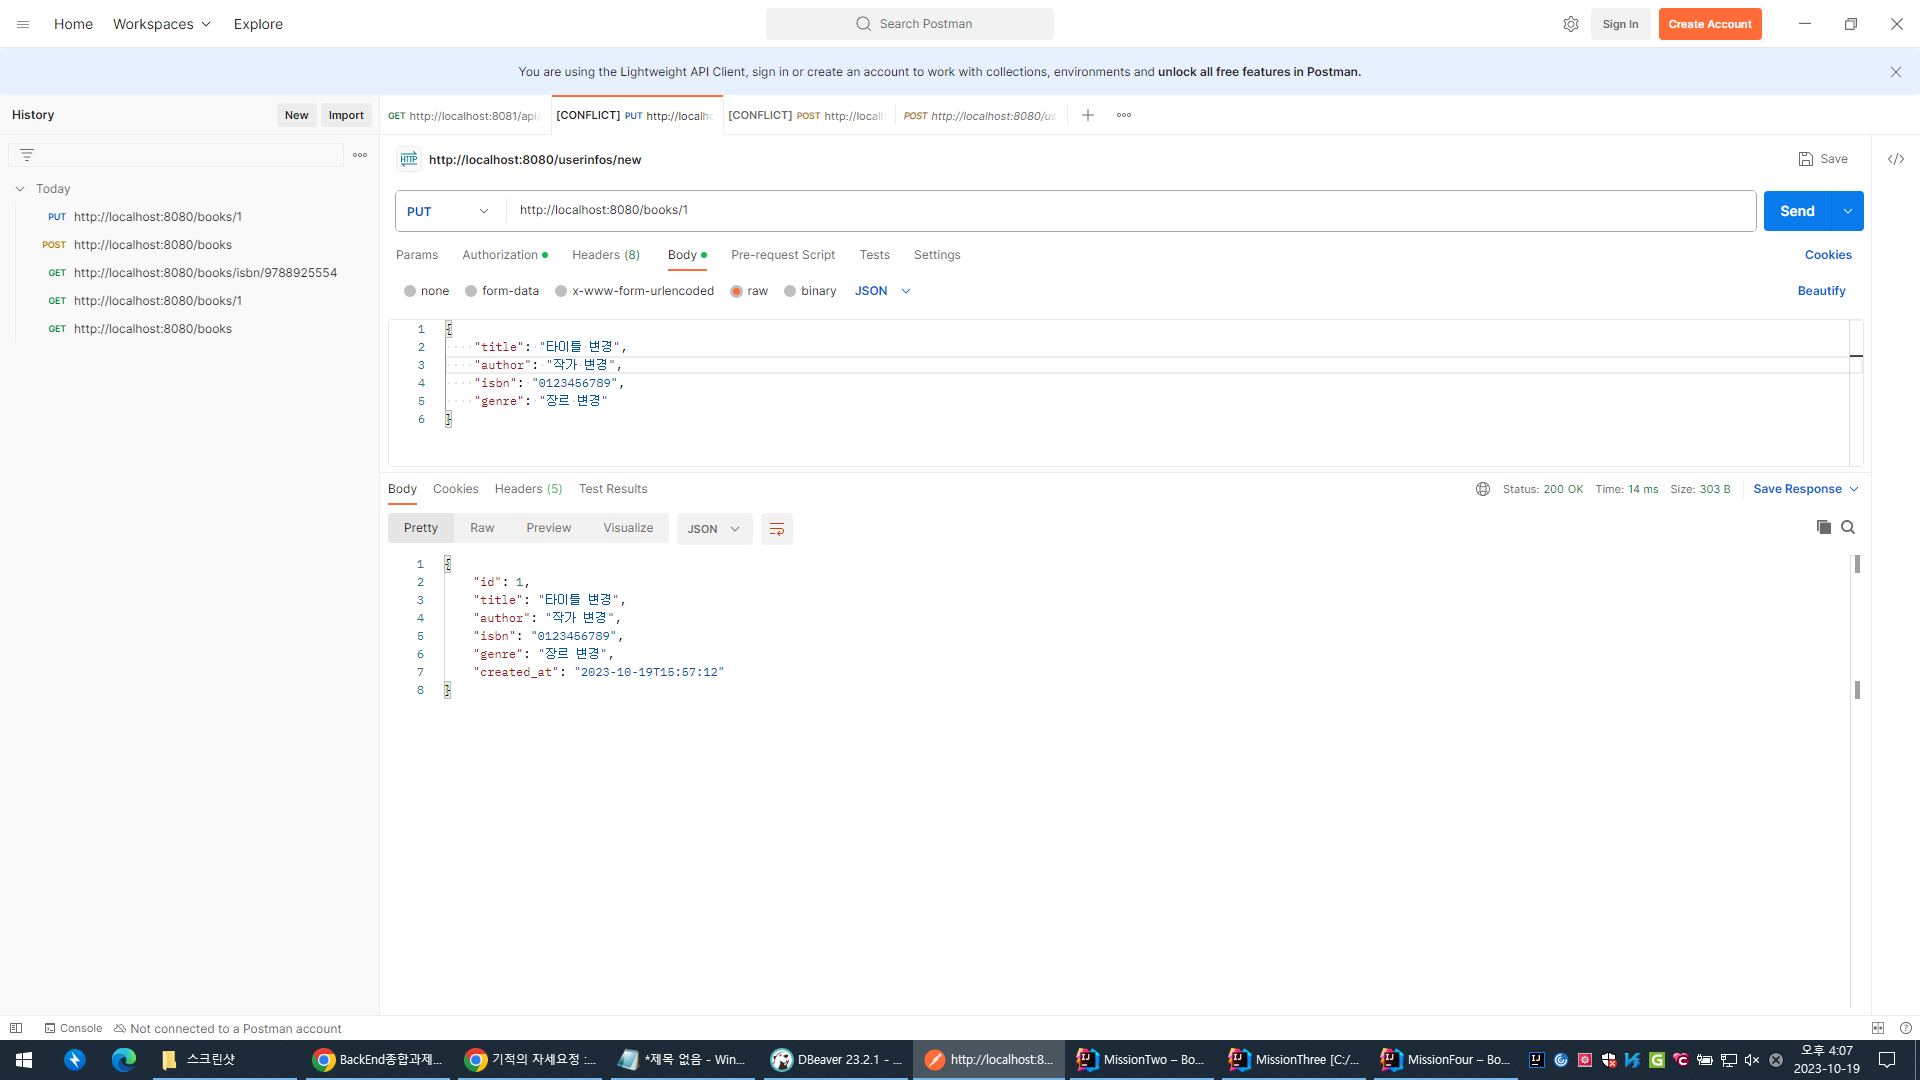 Home Workspaces Explore Search Postman Sign In Create Account
You are using the Lightweight API Client, sign in or create an account to work with collections, environments and unlock all free features in Postman.
History New Import
GET http://localhost:8081/api/ [CONFLICT] PUT http://localho [CONFLICT] POST http://local POST http://localhost:8080/us
Today
PUT http://localhost:8080/books/1
POST http://localhost:8080/books
GET http://localhost:8080/books/isbn/9788925554
GET http://localhost:8080/books/1
GET http://localhost:8080/books
HTTP http://localhost:8080/userinfos/new Save
PUT http://localhost:8080/books/1 Send
Params Authorization Headers (8) Body Pre-request Script Tests Settings Cookies
none form-data x-www-form-urlencoded raw binary JSON Beautify
1 {
2 "title": "타이틀 변경",
3 "author": "작가 변경",
4 "isbn": "0123456789",
5 "genre": "장르 변경"
6 }
Body Cookies Headers (5) Test Results Status: 200 OK Time: 14 ms Size: 303 B Save Response
Pretty Raw Preview Visualize JSON
1 {
2 "id": 1,
3 "title": "타이틀 변경",
4 "author": "작가 변경",
5 "isbn": "0123456789",
6 "genre": "장르 변경",
7 "created_at": "2023-10-19T15:57:12"
8 }
Console Not connected to a Postman account
스크린샷 BackEnd종합과제... 기적의 자세요정 :... *제목 없음 - Win... DBeaver 23.2.1 - ... http://localhost:8... MissionTwo – Bo... MissionThree [C:/... MissionFour – Bo... 오후 4:07
2023-10-19